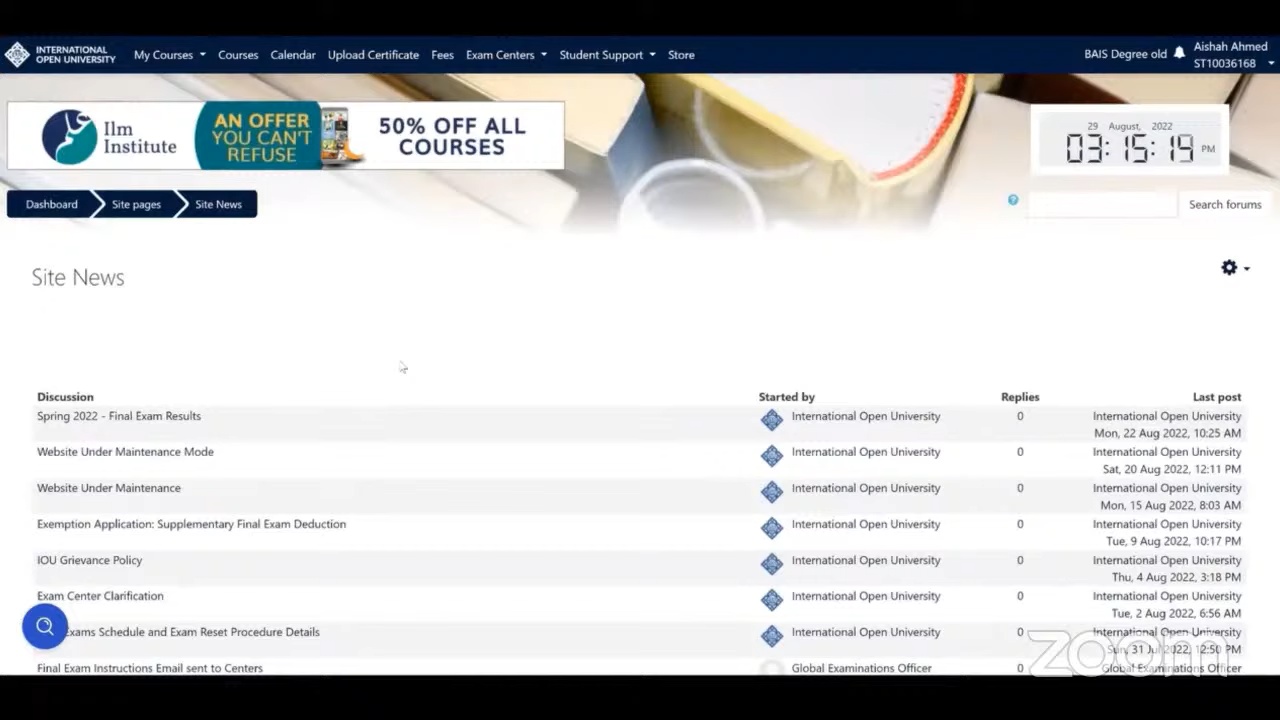 INTERNATIONAL
OPEN UNIVERSITY
My Courses Courses Calendar Upload Certificate Fees Exam Centers Student Support Store
BAIS Degree old
Aishah Ahmed
ST10036168
Ilm
Institute
AN OFFER
YOU CAN'T
REFUSE
50% OFF ALL
COURSES
29 August, 2022
03:15:19 PM
Dashboard Site pages Site News
Search forums
Site News
Discussion Started by Replies Last post
Spring 2022 - Final Exam Results International Open University 0 International Open University
Mon, 22 Aug 2022, 10:25 AM
Website Under Maintenance Mode International Open University 0 International Open University
Sat, 20 Aug 2022, 12:11 PM
Website Under Maintenance International Open University 0 International Open University
Mon, 15 Aug 2022, 8:03 AM
Exemption Application: Supplementary Final Exam Deduction International Open University 0 International Open University
Tue, 9 Aug 2022, 10:17 PM
IOU Grievance Policy International Open University 0 International Open University
Thu, 4 Aug 2022, 3:18 PM
Exam Center Clarification International Open University 0 International Open University
Tue, 2 Aug 2022, 6:56 AM
Exams Schedule and Exam Reset Procedure Details International Open University 0 International Open University
Sun, 31 Jul 2022, 12:50 PM
zoom
Final Exam Instructions Email sent to Centers Global Examinations Officer 0 Global Examinations Officer